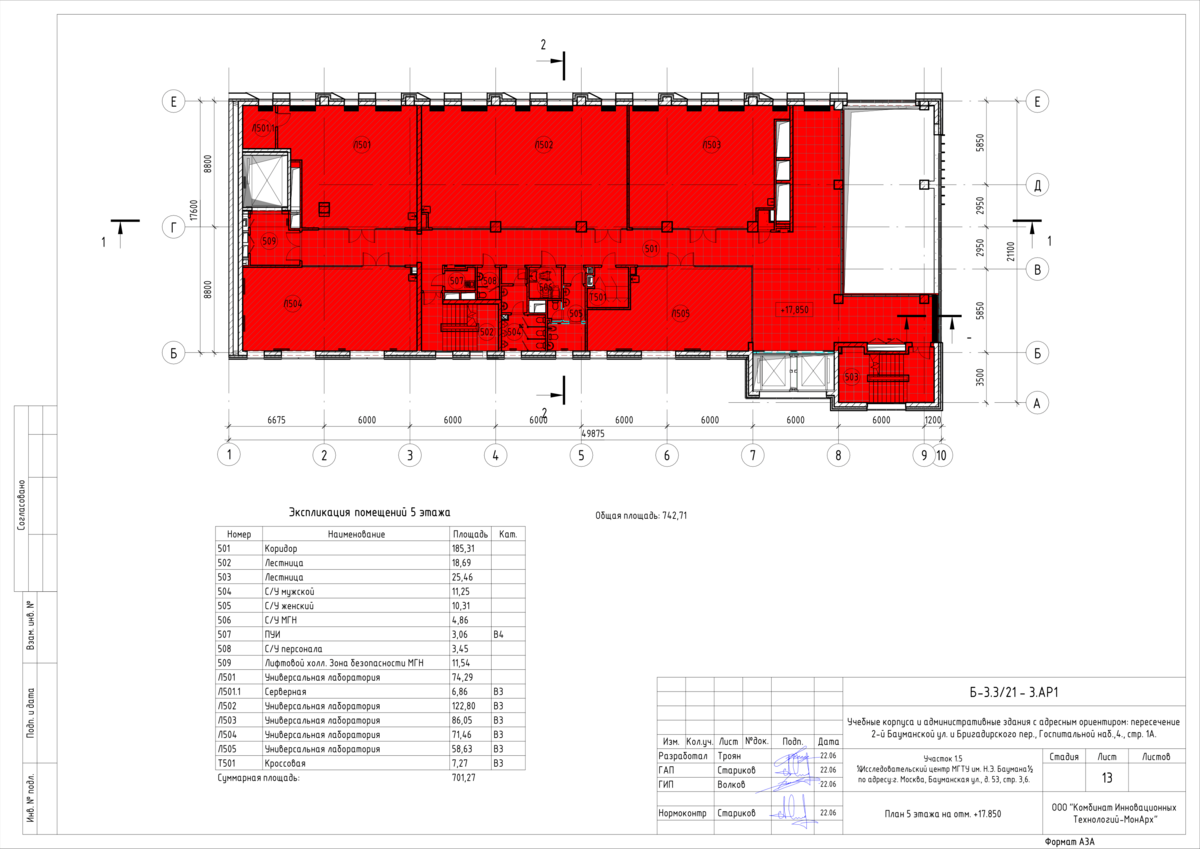 2
Е
Е
Л501.1
Л501
Л502
Л503
5850
8800
17600
Д
2950
Г
1
1
509
501
2950
21100
В
507
508
506
Т501
8800
Л504
505
Л505
+17,850
5850
502
504
Б
Б
503
3500
А
2
6675
6000
6000
6000
6000
6000
6000
6000
1200
49875
1
2
3
4
5
6
7
8
9
10
Согласовано
Взам. инв. №
Подп. и дата
Инв. № подл.
Экспликация помещений 5 этажа
Общая площадь: 742,71
Номер Наименование Площадь Кат.
501 Коридор 185,31
502 Лестница 18,69
503 Лестница 25,46
504 С/У мужской 11,25
505 С/У женский 10,31
506 С/У МГН 4,86
507 ПУИ 3,06 В4
508 С/У персонала 3,45
509 Лифтовой холл. Зона безопасности МГН 11,54
Л501 Универсальная лаборатория 74,29
Л501.1 Серверная 6,86 В3
Л502 Универсальная лаборатория 122,80 В3
Л503 Универсальная лаборатория 86,05 В3
Л504 Универсальная лаборатория 71,46 В3
Л505 Универсальная лаборатория 58,63 В3
Т501 Кроссовая 7,27 В3
Суммарная площадь: 701,27
Б-3.3/21 - 3.АР1
Учебные корпуса и административные здания с адресным ориентиром: пересечение
2-й Бауманской ул. и Бригадирского пер., Госпитальной наб.,4., стр. 1А.
Изм. Кол.уч. Лист №док. Подп. Дата
Разработал Троян 22.06
ГАП Стариков 22.06
ГИП Волков 22.06
Нормоконтр Стариков 22.06
Участок 1.5
½Исследовательский центр МГТУ им. Н.Э. Баумана½
по адресу:г. Москва, Бауманская ул., д. 53, стр. 3,6.
Стадия Лист Листов
13
План 5 этажа на отм. +17.850
ООО "Комбинат Инновационных
Технологий-МонАрх"
Формат А3А